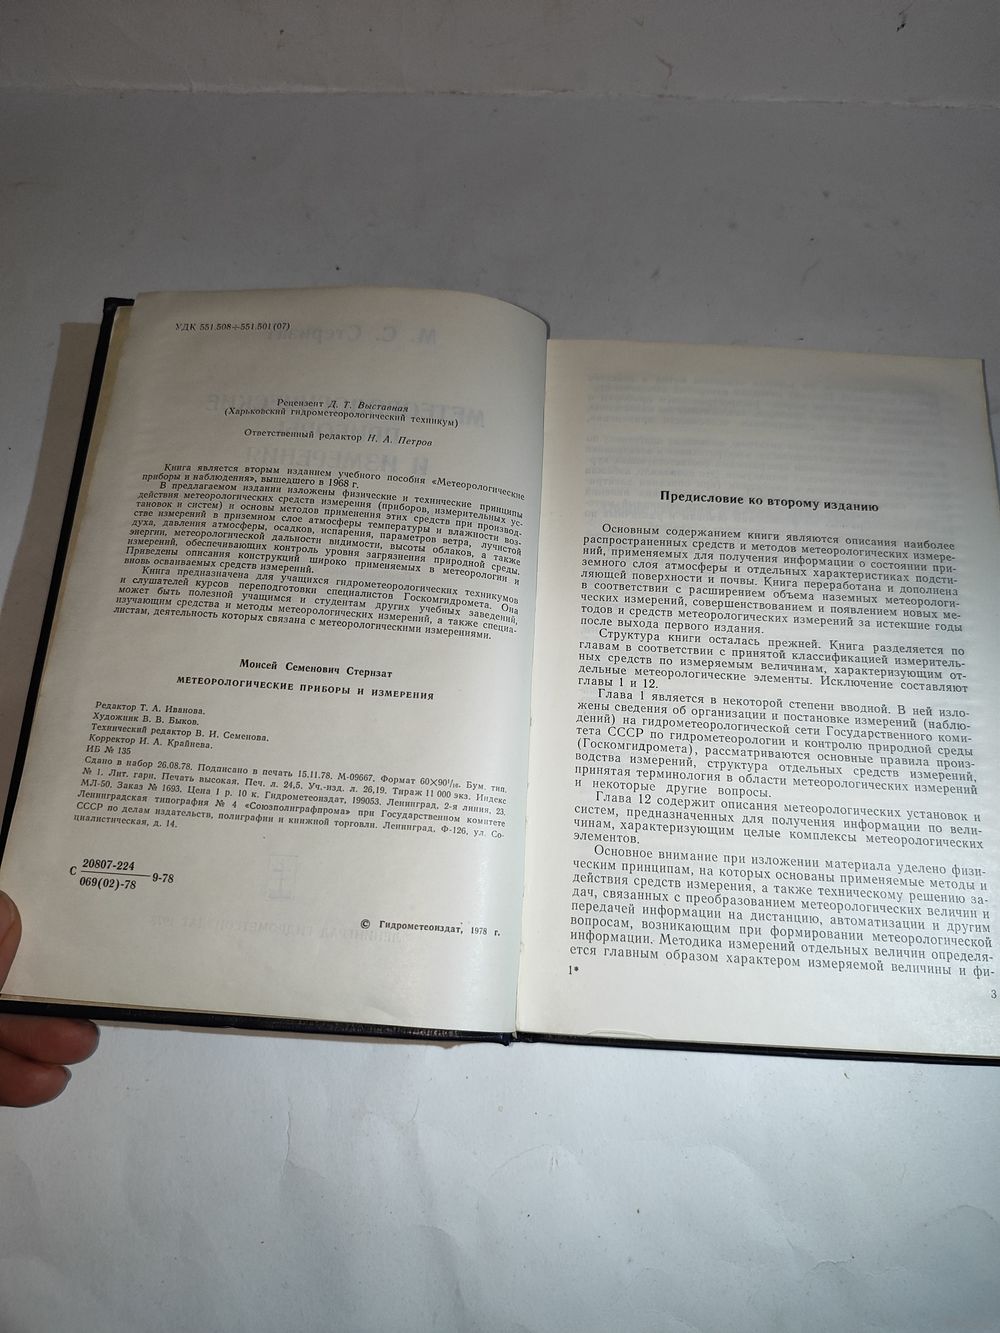 УДК 551.508+551.501(07)
Рецензент Д. Т. Выставная
(Харьковский гидрометеорологический техникум)
Ответственный редактор Н. А. Петров
Книга является вторым изданием учебного пособия «Метеорологические
приборы и наблюдения», вышедшего в 1968 г.
В предлагаемом издании изложены физические и технические принципы
действия метеорологических средств измерения (приборов, измерительных ус-
тановок и систем) и основы методов применения этих средств при производ-
стве измерений в приземном слое атмосферы температуры и влажности воз-
духа, давления атмосферы, осадков, испарения, параметров ветра, лучистой
энергии, метеорологической дальности видимости, высоты облаков, а также
измерений, обеспечивающих контроль уровня загрязнения природной среды.
Приведены описания конструкций широко применяемых в метеорологии и
вновь осваиваемых средств измерений.
Книга предназначена для учащихся гидрометеорологических техникумов
и слушателей курсов переподготовки специалистов Госкомгидромета. Она
может быть полезной учащимся и студентам других учебных заведений,
изучающим средства и методы метеорологических измерений, а также специа-
листам, деятельность которых связана с метеорологическими измерениями.
Моисей Семенович Стернзат
МЕТЕОРОЛОГИЧЕСКИЕ ПРИБОРЫ И ИЗМЕРЕНИЯ
Редактор Т. А. Иванова.
Художник В. В. Быков.
Технический редактор В. И. Семенова.
Корректор И. А. Крайнева.
ИБ № 135
Сдано в набор 26.08.78. Подписано в печать 15.11.78. М-09667. Формат 60×90¹/₁₆. Бум. тип.
№ 1. Лит. гарн. Печать высокая. Печ. л. 24,5. Уч.-изд. л. 26,19. Тираж 11 000 экз. Индекс
МЛ-50. Заказ № 1693. Цена 1 р. 10 к. Гидрометеоиздат, 199053. Ленинград, 2-я линия, 23.
Ленинградская типография № 4 «Союзполиграфпрома» при Государственном комитете
СССР по делам издательств, полиграфии и книжной торговли. Ленинград, Ф-126, ул. Со-
циалистическая, д. 14.
20807-224
С 9-78
069(02)-78
© Гидрометеоиздат, 1978 г.
Предисловие ко второму изданию
Основным содержанием книги являются описания наиболее
распространенных средств и методов метеорологических измере-
ний, применяемых для получения информации о состоянии при-
земного слоя атмосферы и отдельных характеристиках подсти-
лающей поверхности и почвы. Книга переработана и дополнена
в соответствии с расширением объема наземных метеорологи-
ческих измерений, совершенствованием и появлением новых ме-
тодов и средств метеорологических измерений за истекшие годы
после выхода первого издания.
Структура книги осталась прежней. Книга разделяется по
главам в соответствии с принятой классификацией измеритель-
ных средств по измеряемым величинам, характеризующим от-
дельные метеорологические элементы. Исключение составляют
главы 1 и 12.
Глава 1 является в некоторой степени вводной. В ней изло-
жены сведения об организации и постановке измерений (наблю-
дений) на гидрометеорологической сети Государственного коми-
тета СССР по гидрометеорологии и контролю природной среды
(Госкомгидромета), рассматриваются основные правила произ-
водства измерений, структура отдельных средств измерений,
принятая терминология в области метеорологических измерений
и некоторые другие вопросы.
Глава 12 содержит описания метеорологических установок и
систем, предназначенных для получения информации по вели-
чинам, характеризующим целые комплексы метеорологических
элементов.
Основное внимание при изложении материала уделено физи-
ческим принципам, на которых основаны применяемые методы и
действия средств измерения, а также техническому решению за-
дач, связанных с преобразованием метеорологических величин и
передачей информации на дистанцию, автоматизации и другим
вопросам, возникающим при формировании метеорологической
информации. Методика измерений отдельных величин определя-
ется главным образом характером измеряемой величины и фи-
1*
3